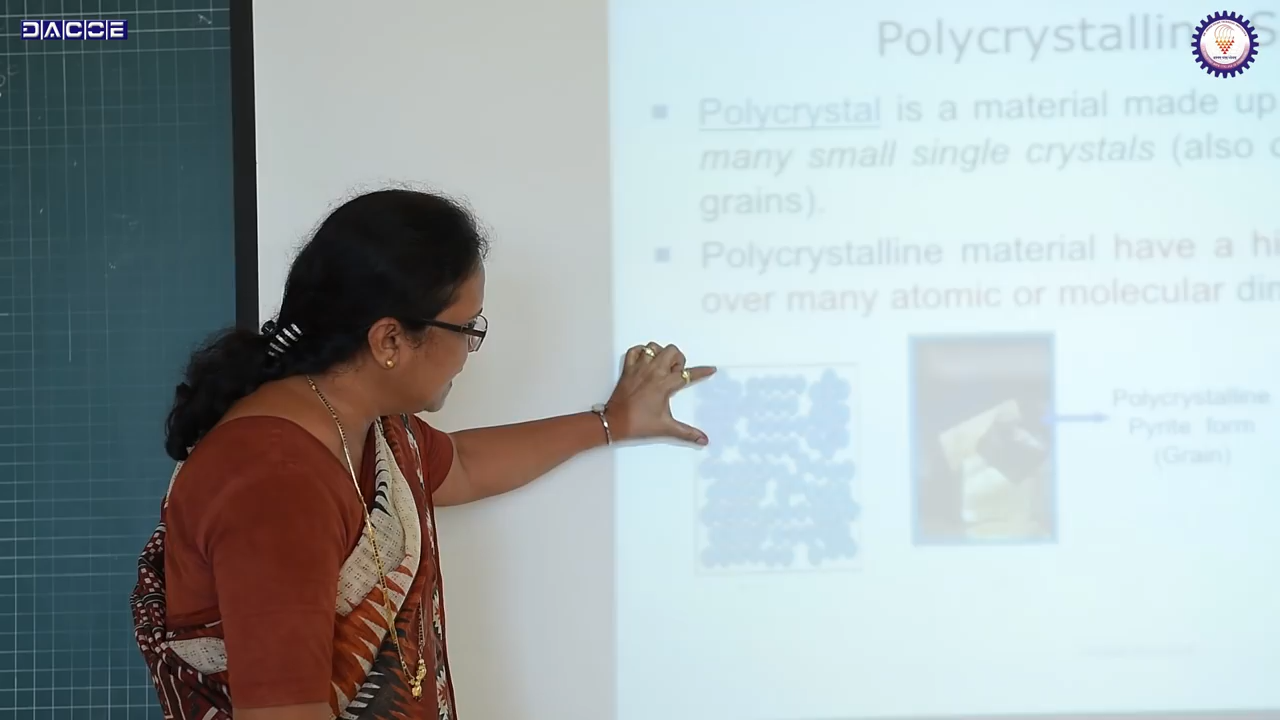 DACCE
Polycrystallin S
Polycrystal is a material made up
many small single crystals (also
grains).
Polycrystalline material have a hi
over many atomic or molecular dim
Polycrystalline
Pyrite form
(Grain)